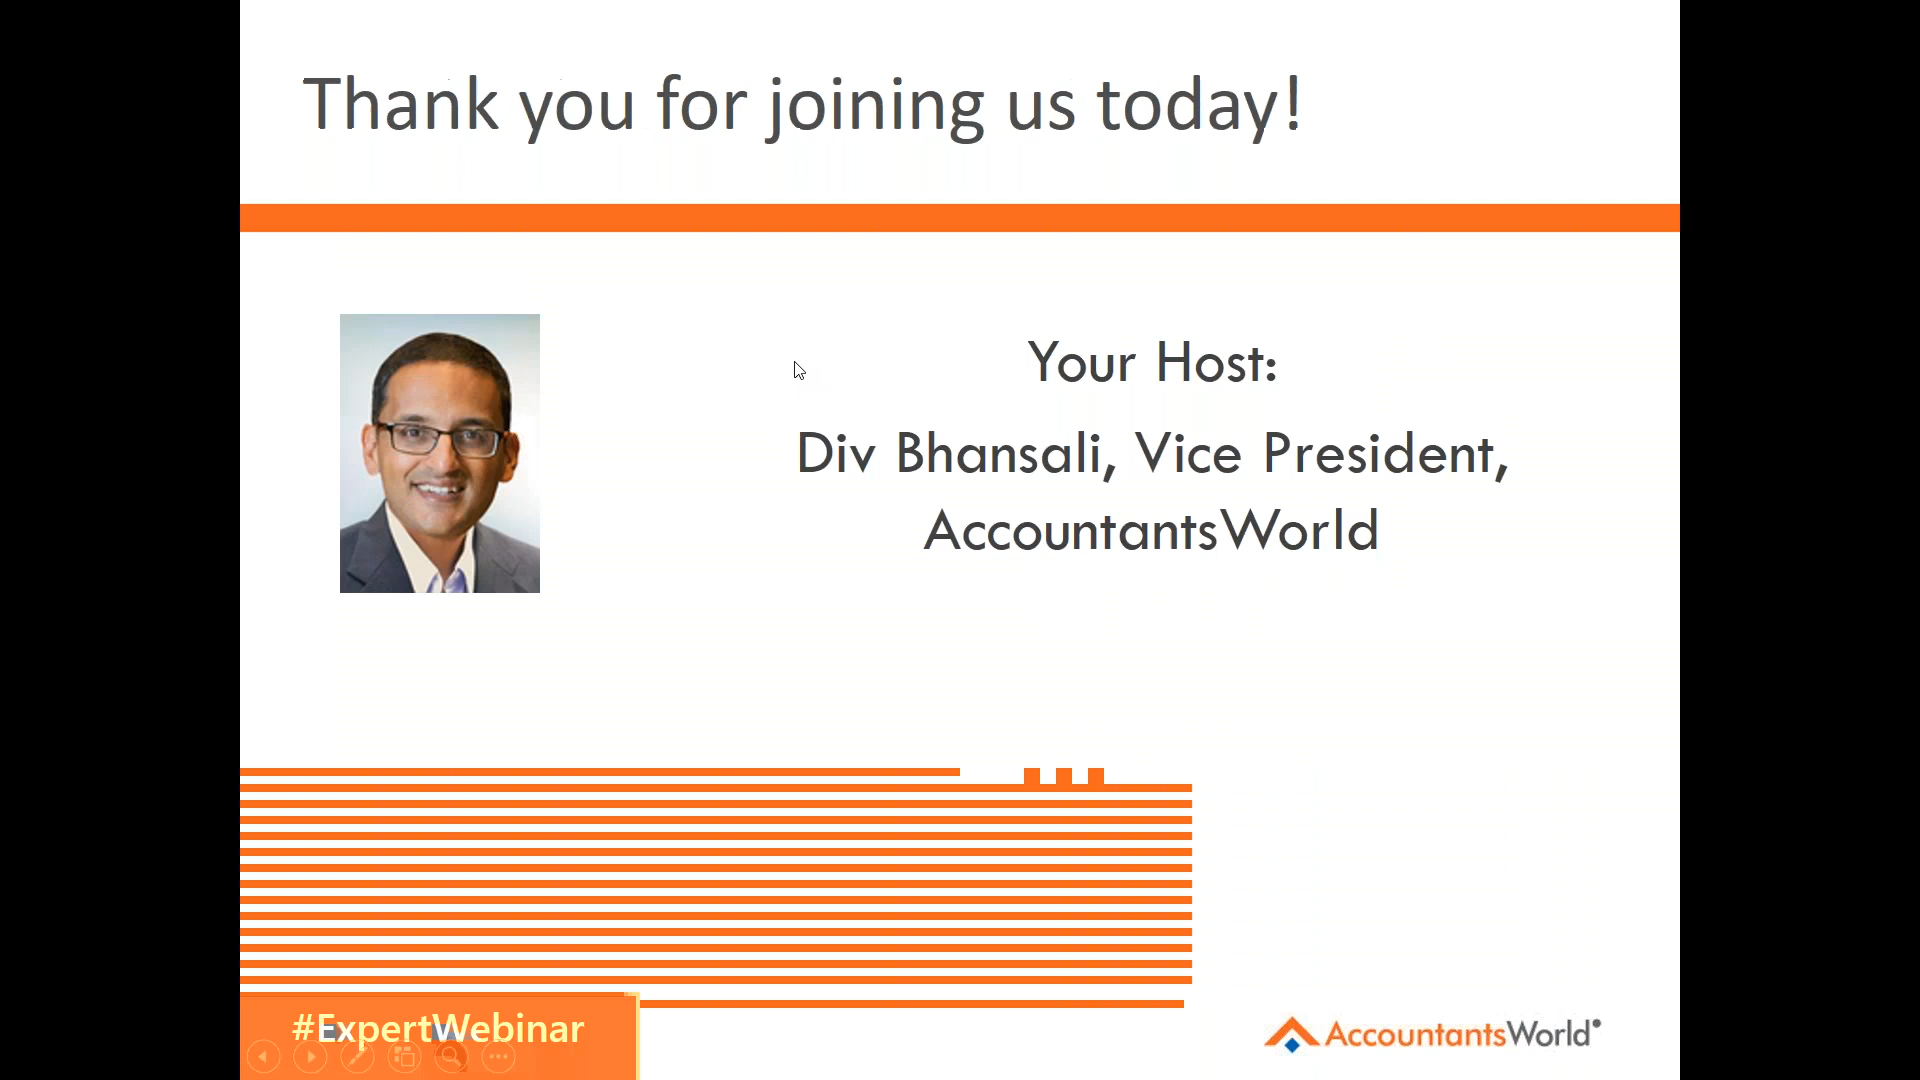 Thank you for joining us today!
Your Host:
Div Bhansali, Vice President,
AccountantsWorld
#ExpertWebinar
AccountantsWorld